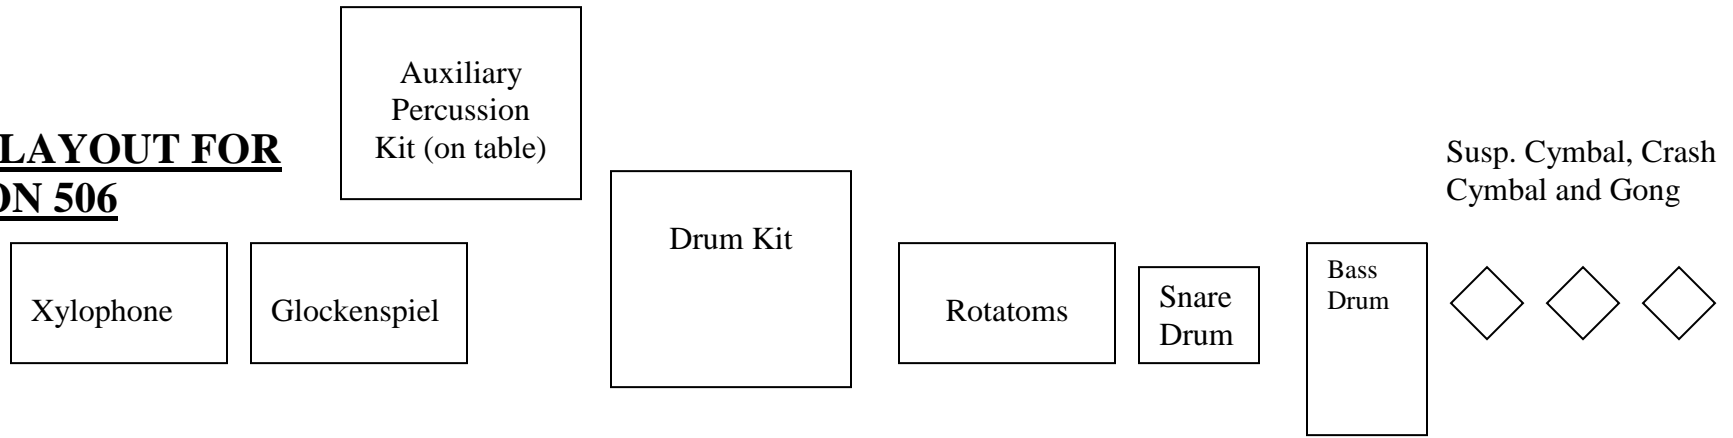 Auxiliary
Percussion
Kit (on table)
LAYOUT FOR
506
Susp. Cymbal, Crash
Cymbal and Gong
Drum Kit
Xylophone
Glockenspiel
Rotatoms
Snare
Drum
Bass
Drum